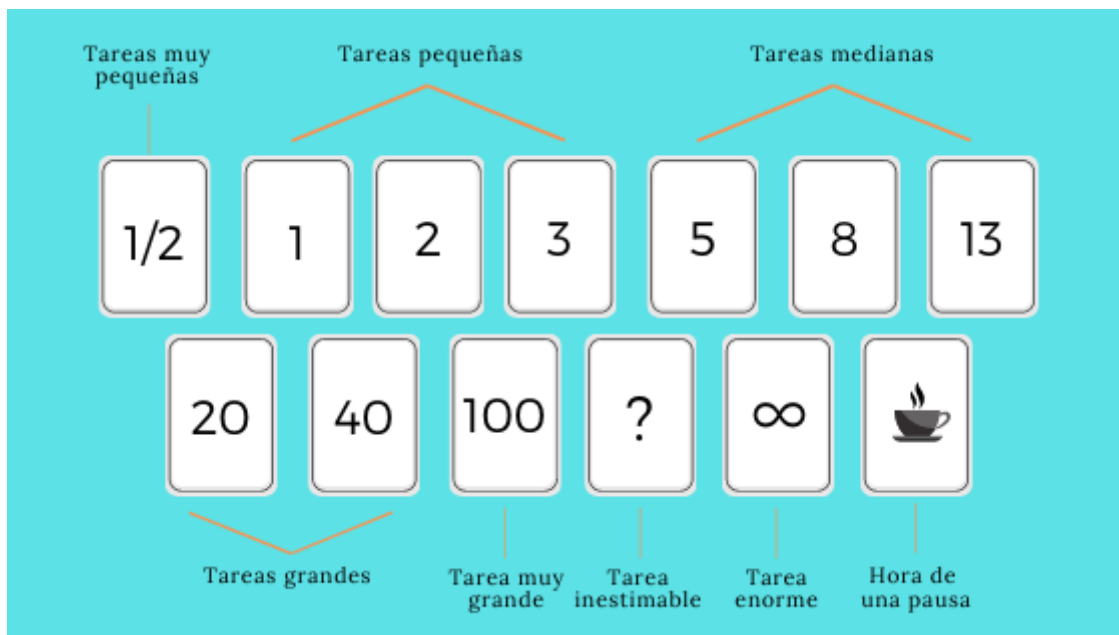 Tareas muy
pequeñas
Tareas pequeñas
Tareas medianas
1/2
1
2
3
5
8
13
20
40
100
?
∞
Tareas grandes
Tarea muy
grande
Tarea
inestimable
Tarea
enorme
Hora de
una pausa